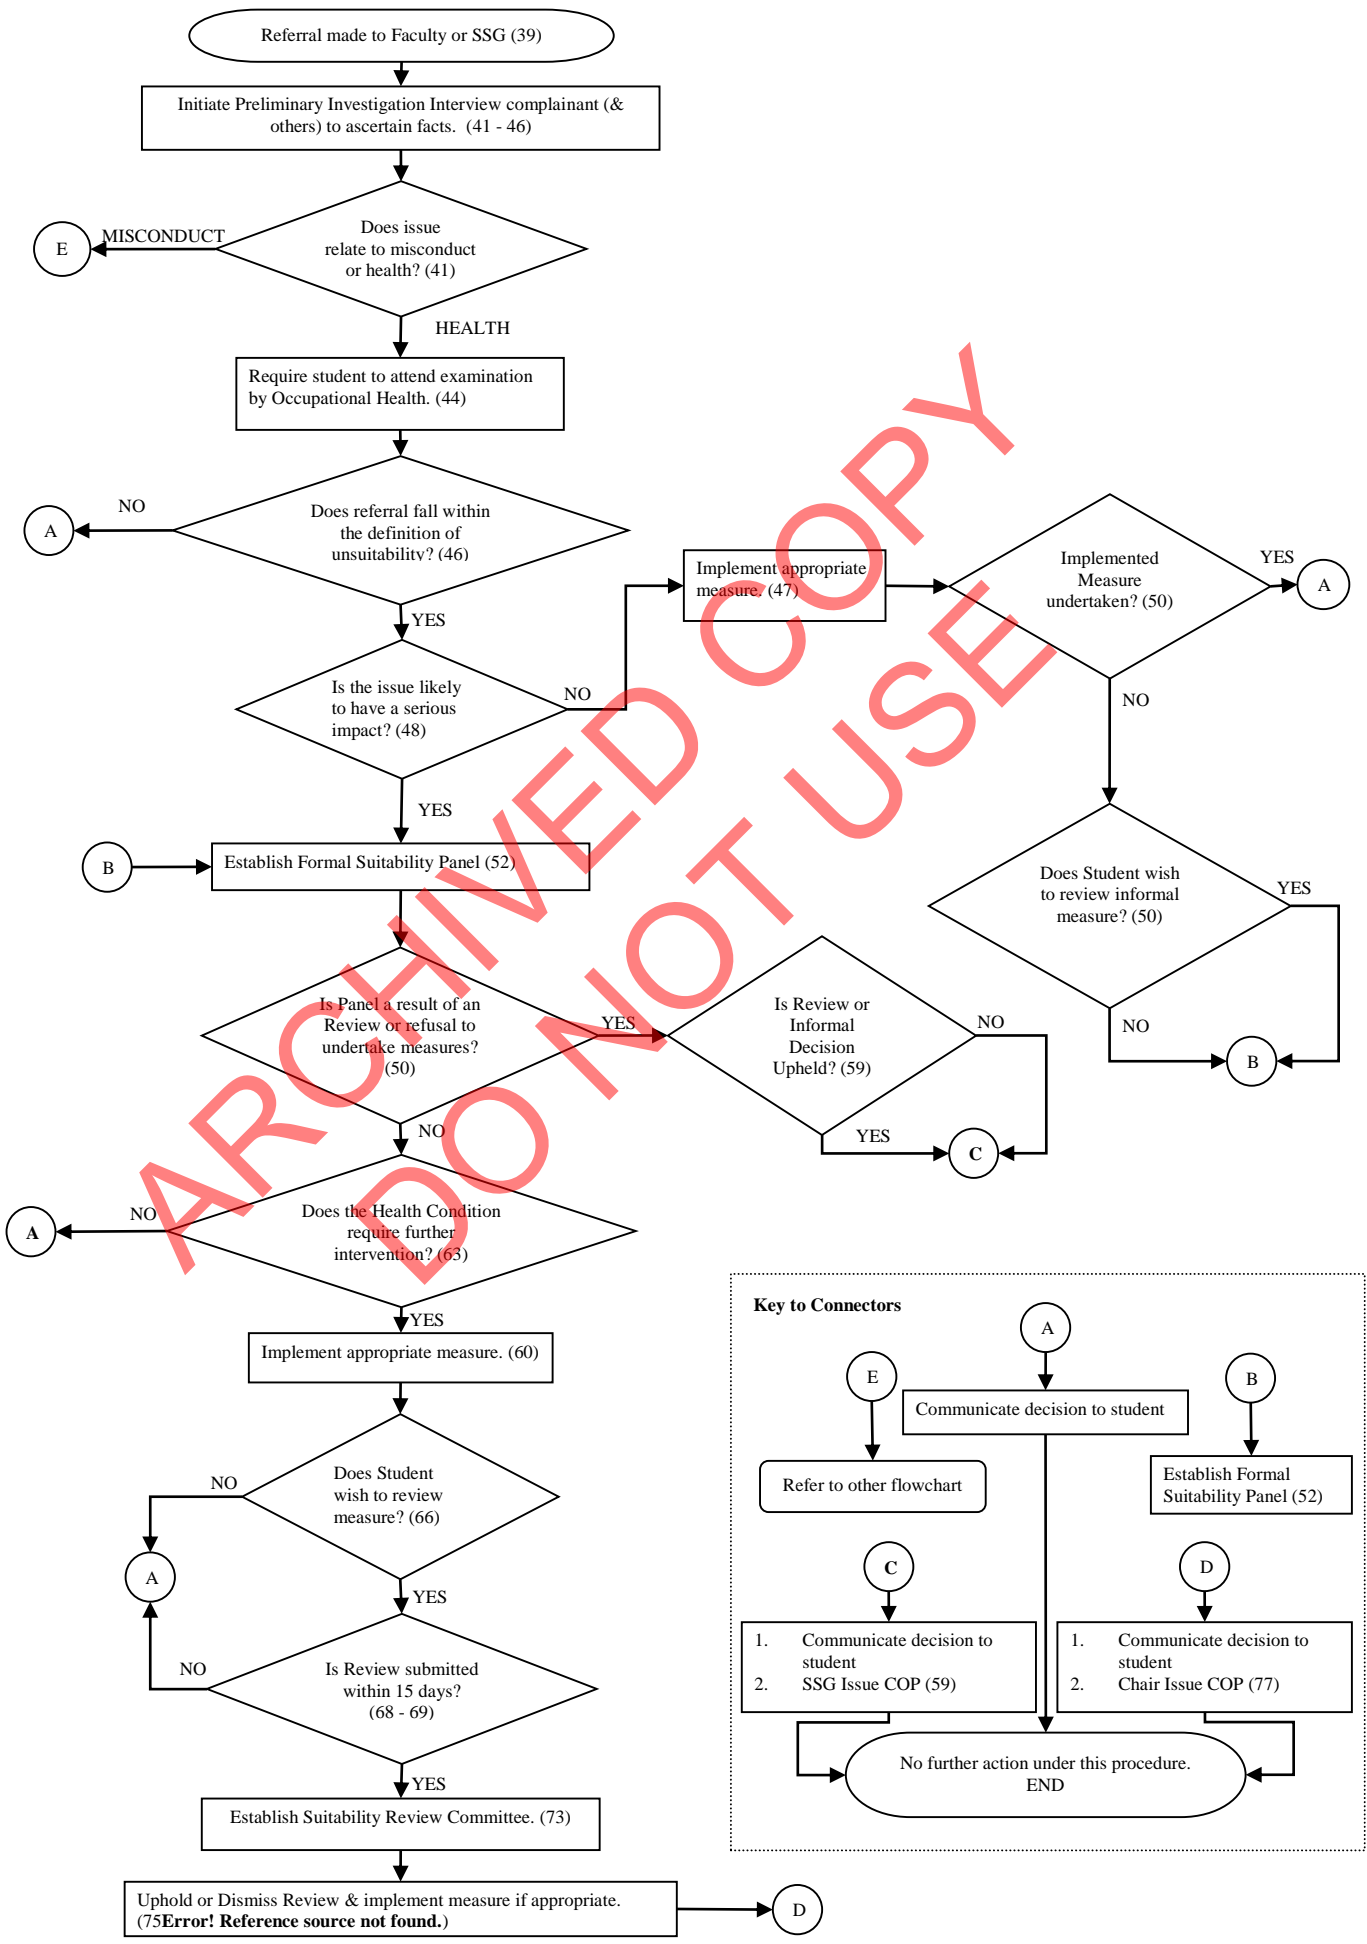 Referral made to Faculty or SSG (39)
Initiate Preliminary Investigation Interview complainant (&
others) to ascertain facts.  (41 - 46)
Does issue
relate to misconduct
or health? (41)
MISCONDUCT
E
HEALTH
Require student to attend examination
by Occupational Health. (44)
Does referral fall within
the definition of
unsuitability? (46)
NO
A
YES
Is the issue likely
to have a serious
impact? (48)
NO
Implement appropriate
measure. (47)
Implemented
Measure
undertaken? (50)
YES
A
NO
Does Student wish
to review informal
measure? (50)
YES
NO
B
YES
B
Establish Formal Suitability Panel (52)
Is Panel a result of an
Review or refusal to
undertake measures?
(50)
YES
Is Review or
Informal
Decision
Upheld? (59)
NO
YES
C
NO
Does the Health Condition
require further
intervention? (63)
NO
A
YES
Implement appropriate measure. (60)
Does Student
wish to review
measure? (66)
NO
A
YES
Is Review submitted
within 15 days?
(68 - 69)
NO
YES
Establish Suitability Review Committee. (73)
Uphold or Dismiss Review & implement measure if appropriate.
(75Error! Reference source not found.)
D
Key to Connectors
A
Communicate decision to student
E
Refer to other flowchart
B
Establish Formal
Suitability Panel (52)
C
1. Communicate decision to
student
2. SSG Issue COP (59)
D
1. Communicate decision to
student
2. Chair Issue COP (77)
No further action under this procedure.
END
ARCHIVED COPY
DO NOT USE